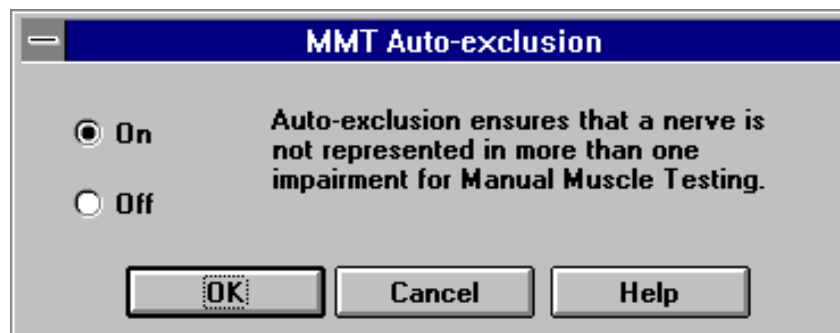 MMT Auto-exclusion
On
Off
Auto-exclusion ensures that a nerve is
not represented in more than one
impairment for Manual Muscle Testing.
OK
Cancel
Help